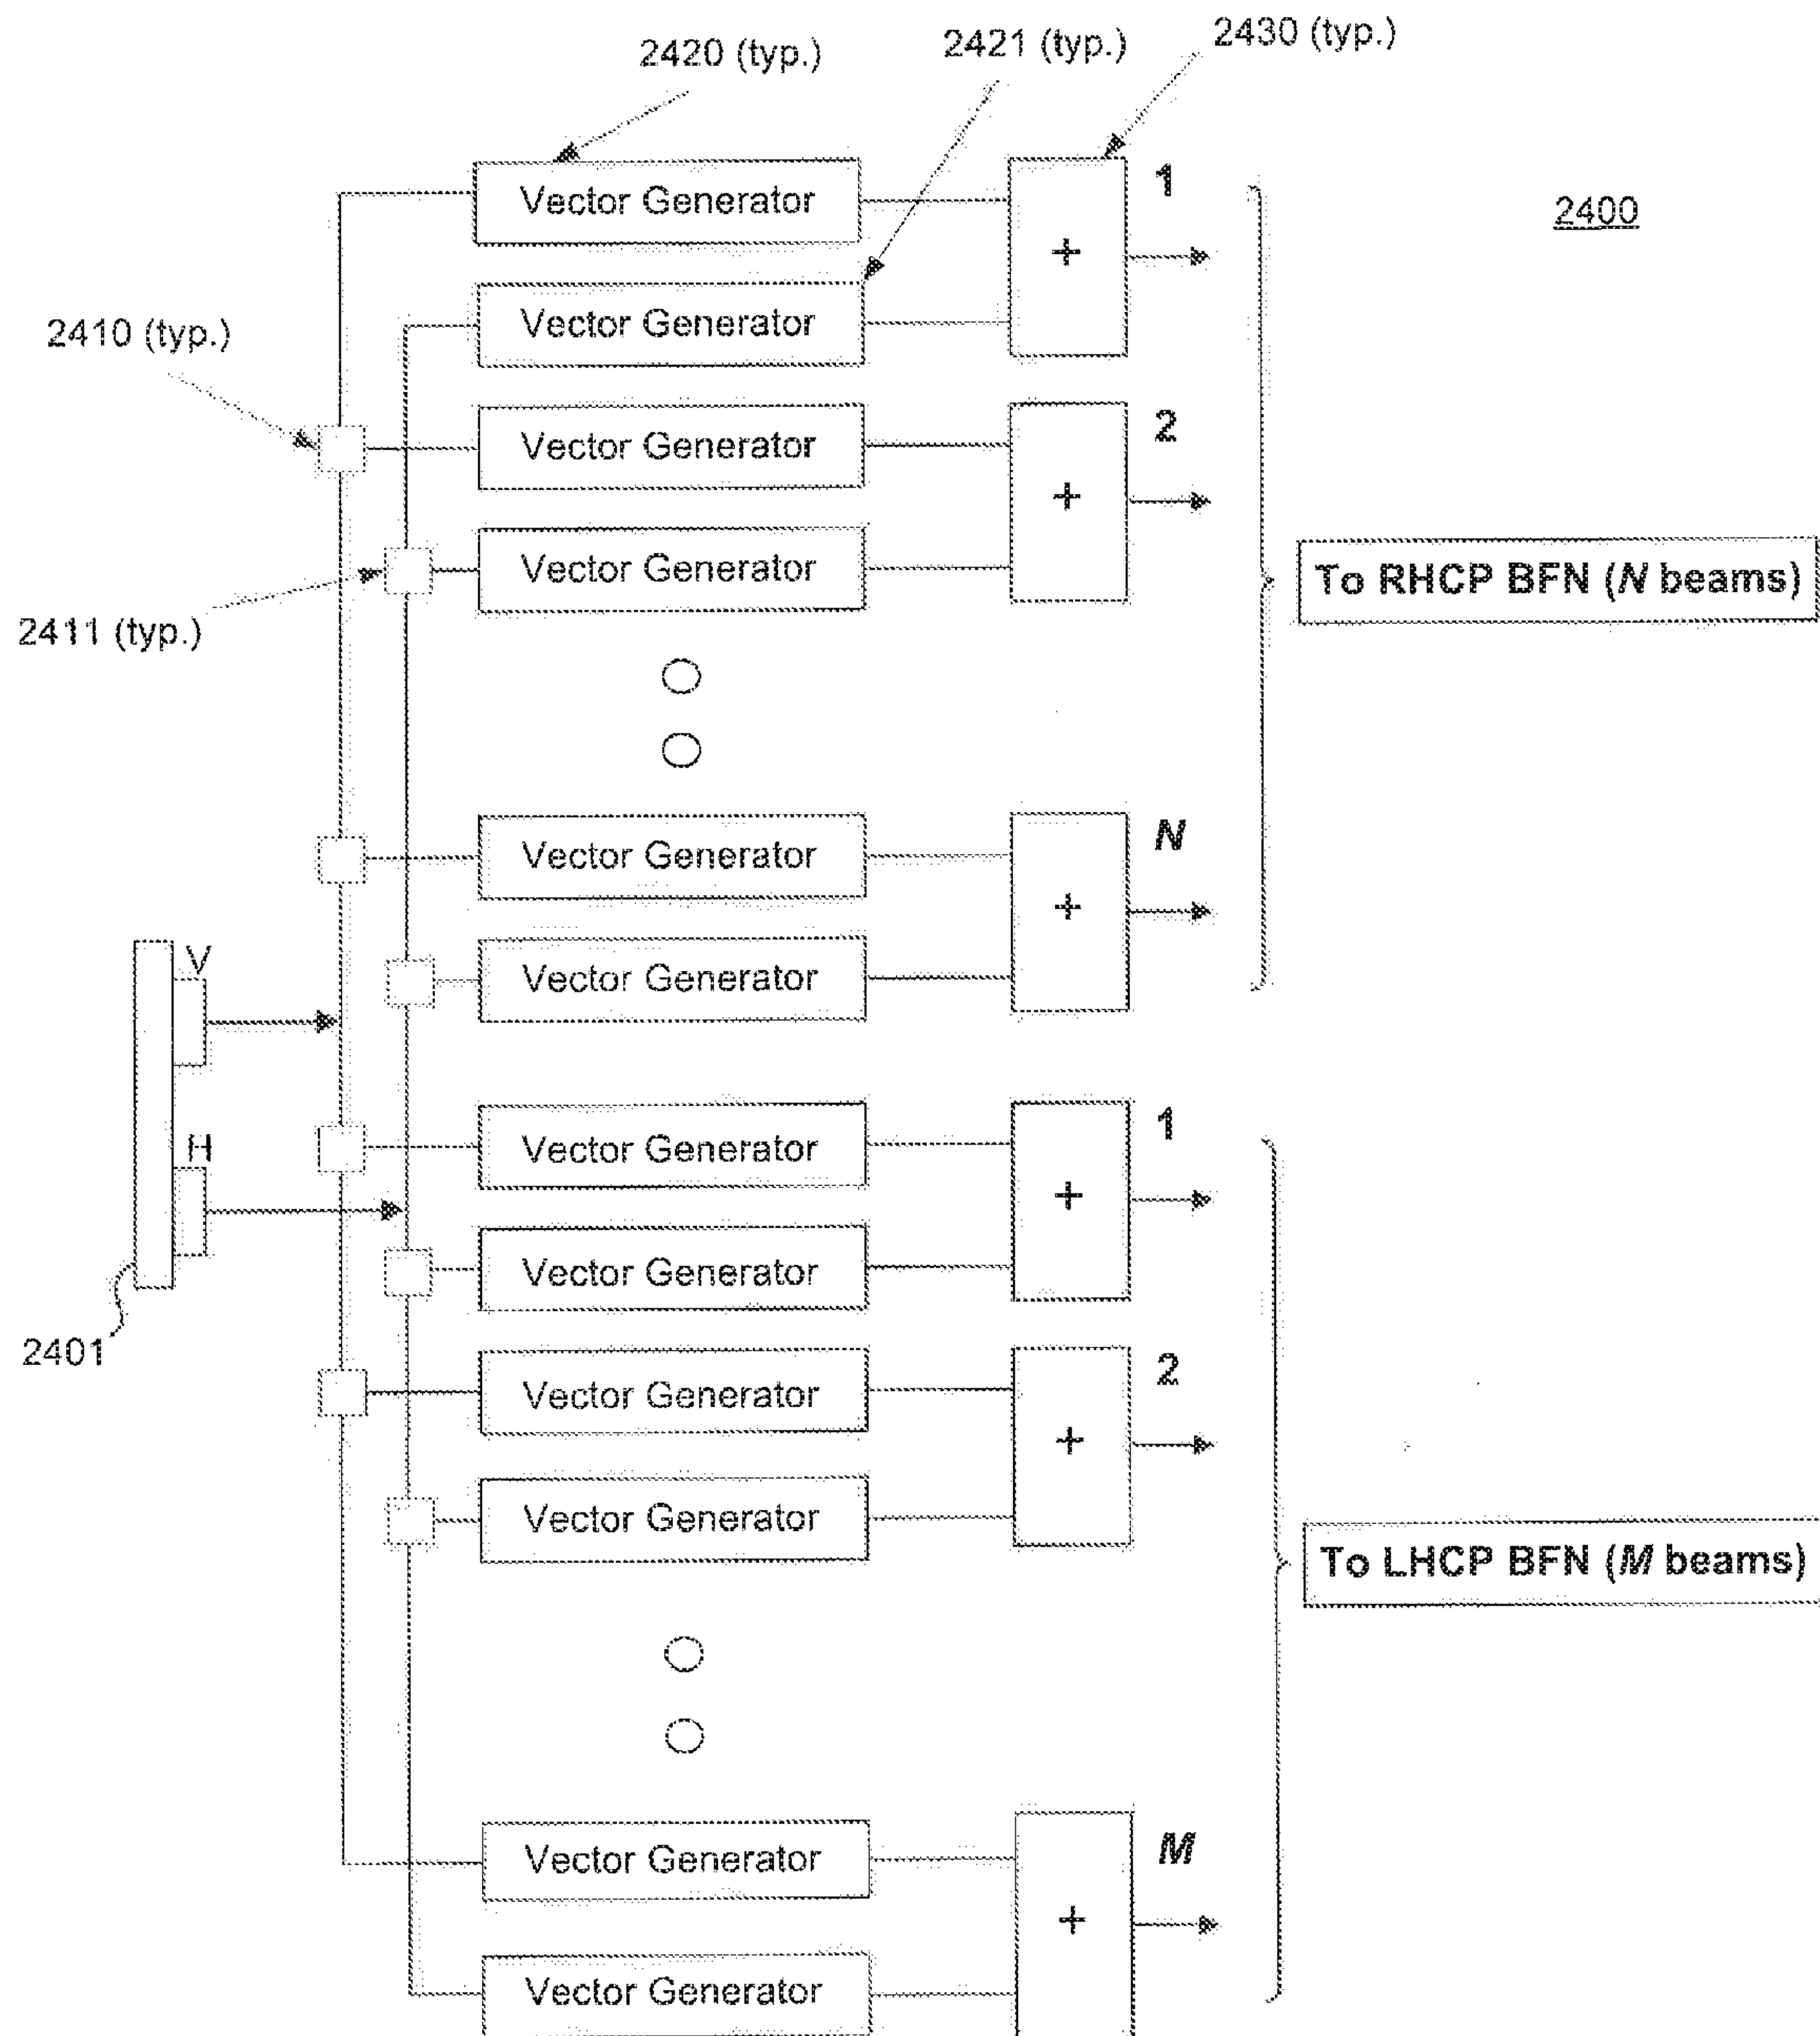 2420 (typ.)
2421 (typ.)
2430 (typ.)
2400
Vector Generator
1
+
Vector Generator
2410 (typ.)
Vector Generator
2
+
Vector Generator
2411 (typ.)
To RHCP BFN (N beams)
Vector Generator
N
+
Vector Generator
V
H
2401
Vector Generator
1
+
Vector Generator
Vector Generator
2
+
Vector Generator
To LHCP BFN (M beams)
Vector Generator
M
+
Vector Generator